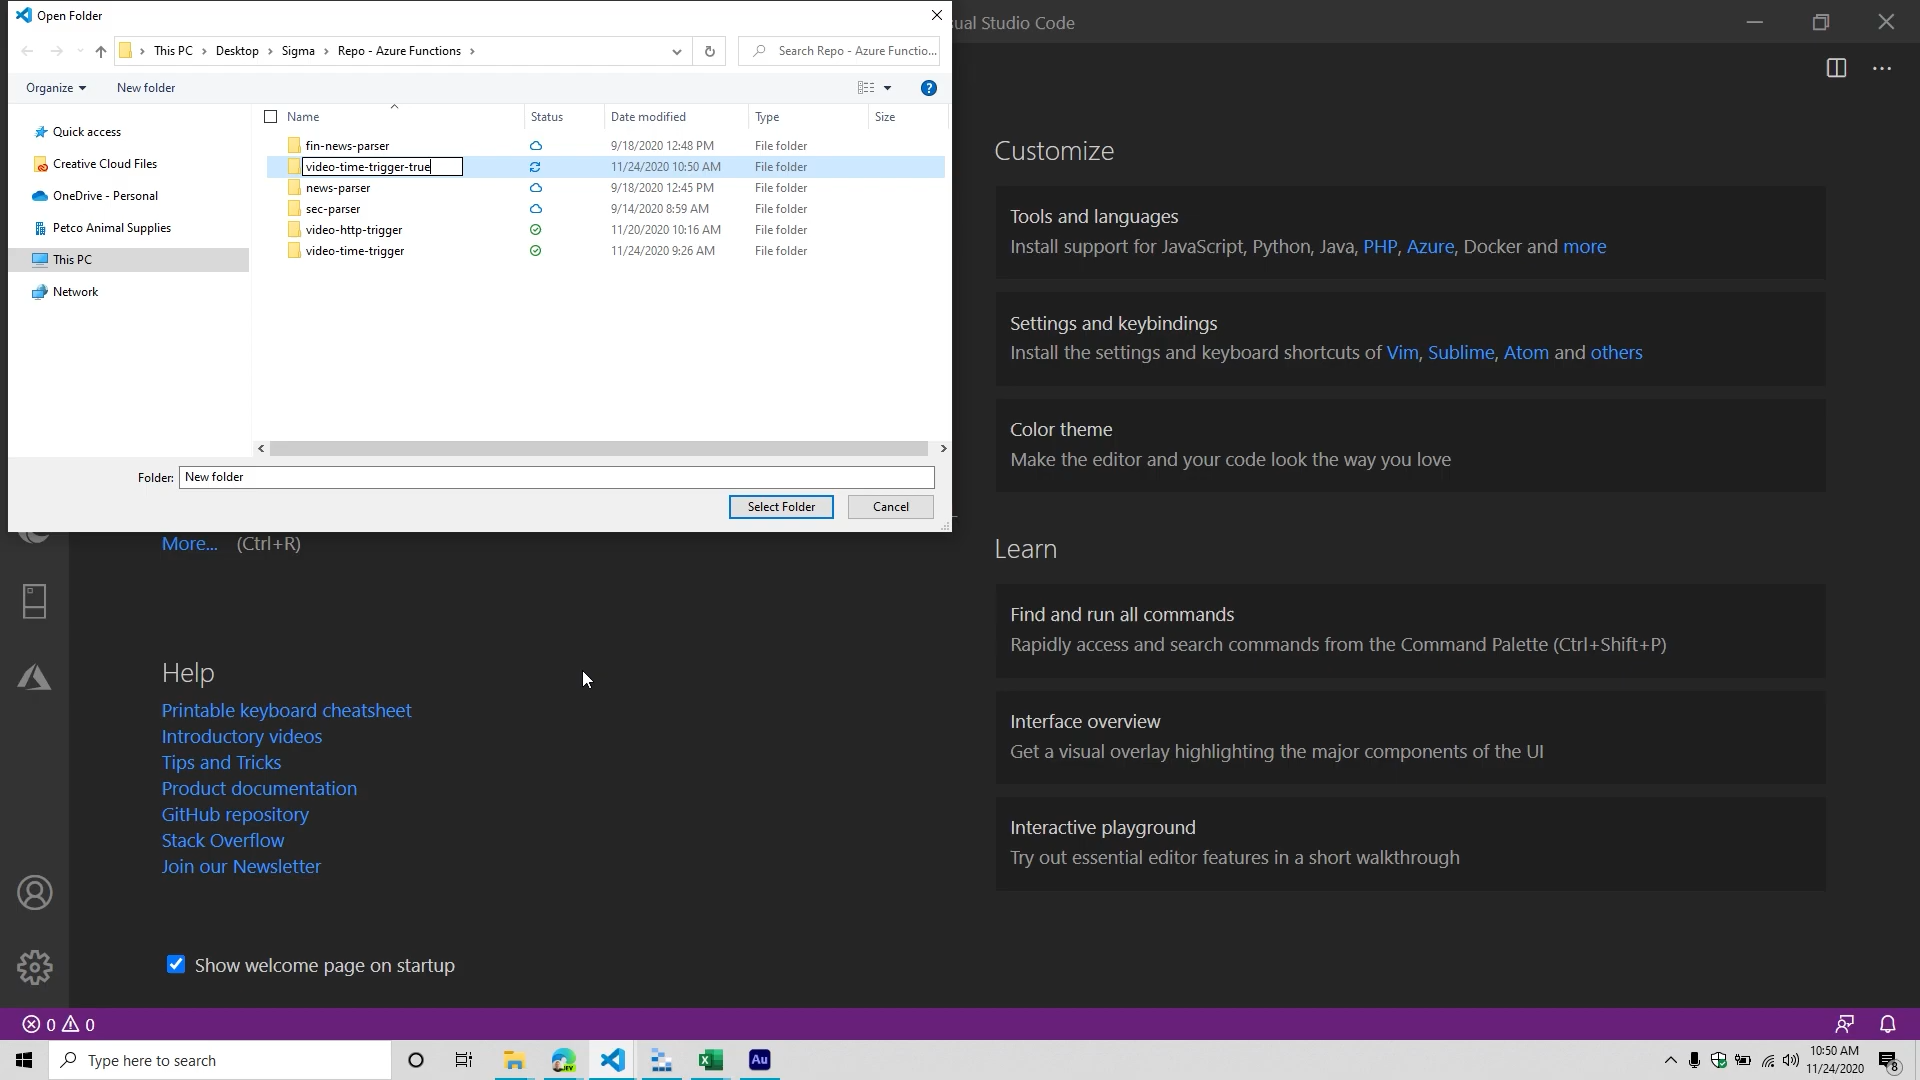 Open Folder
sual Studio Code
This PC > Desktop > Sigma > Repo - Azure Functions >
Search Repo - Azure Functio...
Organize
New folder
Name
Status
Date modified
Type
Size
Quick access
Creative Cloud Files
OneDrive - Personal
Petco Animal Supplies
This PC
Network
fin-news-parser 9/18/2020 12:48 PM File folder
video-time-trigger-true 11/24/2020 10:50 AM File folder
news-parser 9/18/2020 12:45 PM File folder
sec-parser 9/14/2020 8:59 AM File folder
video-http-trigger 11/20/2020 10:16 AM File folder
video-time-trigger 11/24/2020 9:26 AM File folder
Folder: New folder
Select Folder
Cancel
More... (Ctrl+R)
Help
Printable keyboard cheatsheet
Introductory videos
Tips and Tricks
Product documentation
GitHub repository
Stack Overflow
Join our Newsletter
Show welcome page on startup
Customize
Tools and languages
Install support for JavaScript, Python, Java, PHP, Azure, Docker and more
Settings and keybindings
Install the settings and keyboard shortcuts of Vim, Sublime, Atom and others
Color theme
Make the editor and your code look the way you love
Learn
Find and run all commands
Rapidly access and search commands from the Command Palette (Ctrl+Shift+P)
Interface overview
Get a visual overlay highlighting the major components of the UI
Interactive playground
Try out essential editor features in a short walkthrough
0 0
Type here to search
Au
10:50 AM
11/24/2020
8